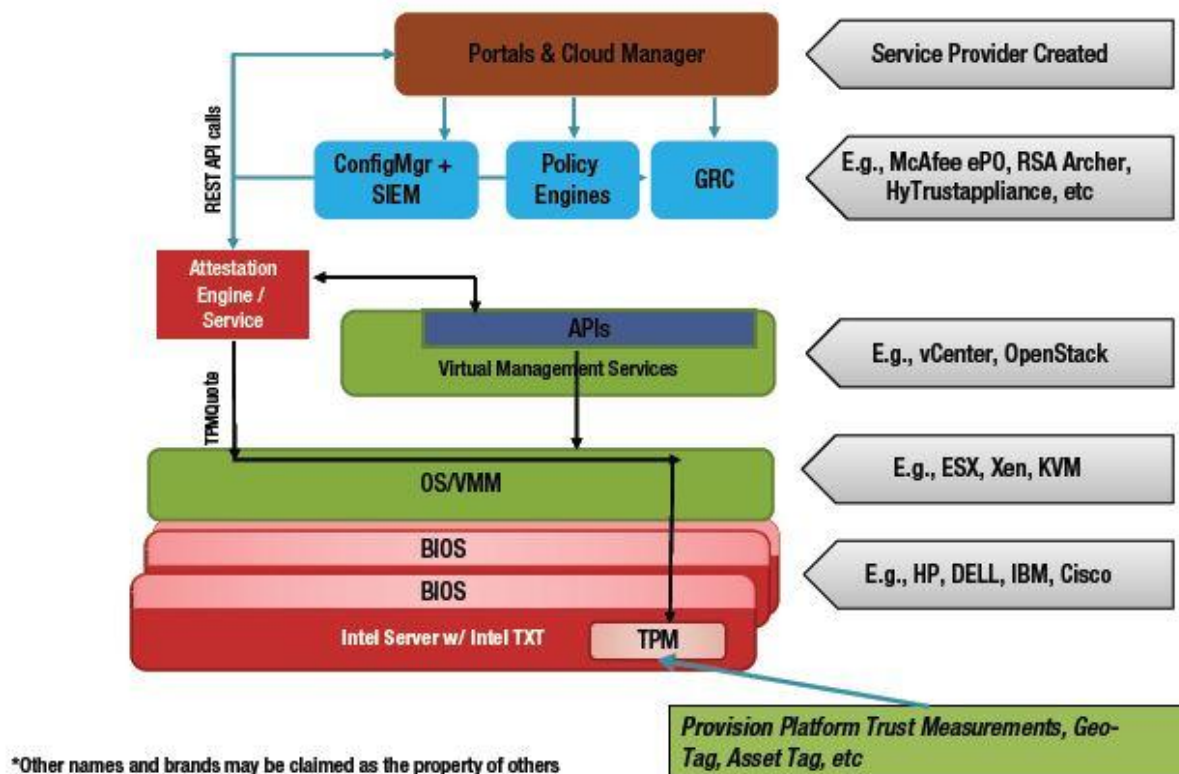 Portals & Cloud Manager
Service Provider Created
REST API calls
ConfigMgr +
SIEM
Policy
Engines
GRC
E.g., McAfee ePO, RSA Archer,
HyTrustappliance, etc
Attestation
Engine /
Service
APIs
Virtual Management Services
E.g., vCenter, OpenStack
TPMQuote
OS/VMM
E.g., ESX, Xen, KVM
BIOS
BIOS
E.g., HP, DELL, IBM, Cisco
Intel Server w/ Intel TXT
TPM
Provision Platform Trust Measurements, Geo-
Tag, Asset Tag, etc
*Other names and brands may be claimed as the property of others